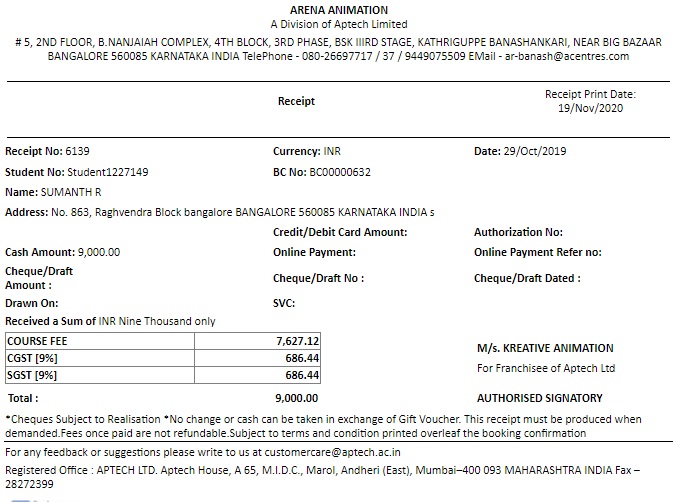 ARENA ANIMATION
A Division of Aptech Limited
# 5, 2ND FLOOR, B.NANJAIAH COMPLEX, 4TH BLOCK, 3RD PHASE, BSK IIIRD STAGE, KATHRIGUPPE BANASHANKARI, NEAR BIG BAZAAR
BANGALORE 560085 KARNATAKA INDIA TelePhone - 080-26697717 / 37 / 9449075509 EMail - ar-banash@acentres.com
Receipt
Receipt Print Date:
19/Nov/2020
Receipt No: 6139 Currency: INR Date: 29/Oct/2019
Student No: Student1227149 BC No: BC00000632
Name: SUMANTH R
Address: No. 863, Raghvendra Block bangalore BANGALORE 560085 KARNATAKA INDIA s
Credit/Debit Card Amount: Authorization No:
Cash Amount: 9,000.00 Online Payment: Online Payment Refer no:
Cheque/Draft
Amount : Cheque/Draft No : Cheque/Draft Dated :
Drawn On: SVC:
Received a Sum of INR Nine Thousand only
COURSE FEE 7,627.12
CGST [9%] 686.44
SGST [9%] 686.44
M/s. KREATIVE ANIMATION
For Franchisee of Aptech Ltd
Total : 9,000.00 AUTHORISED SIGNATORY
*Cheques Subject to Realisation *No change or cash can be taken in exchange of Gift Voucher. This receipt must be produced when
demanded.Fees once paid are not refundable.Subject to terms and condition printed overleaf the booking confirmation
For any feedback or suggestions please write to us at customercare@aptech.ac.in
Registered Office : APTECH LTD. Aptech House, A 65, M.I.D.C., Marol, Andheri (East), Mumbai–400 093 MAHARASHTRA INDIA Fax –
28272399